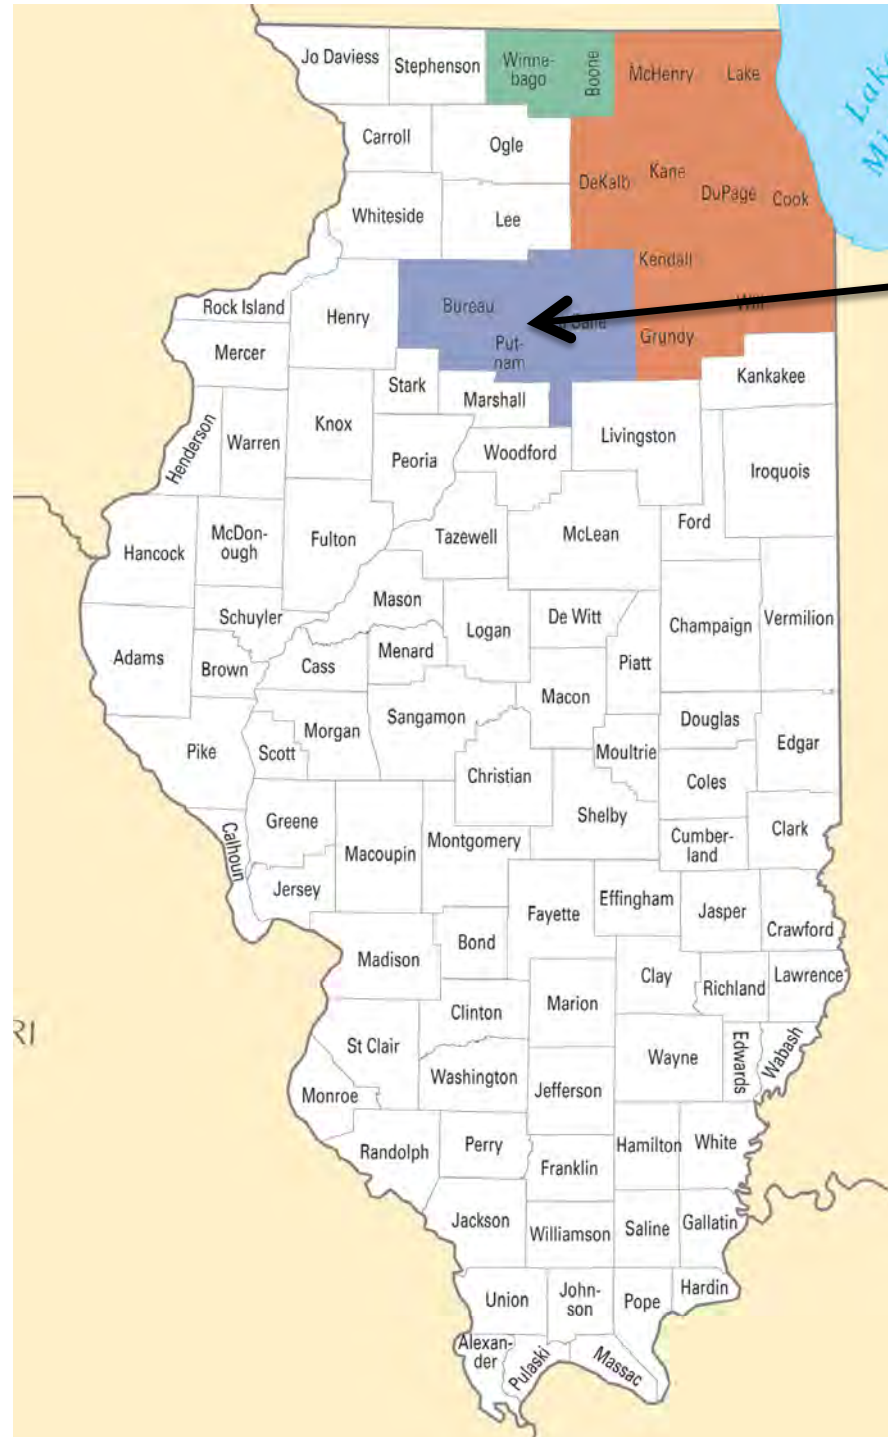 Jo Daviess
Stephenson
Winne-
bago
Boone
McHenry
Lake
Lake
Carroll
Ogle
DeKalb
Kane
DuPage
Cook
Whiteside
Lee
Kendall
Rock Island
Henry
Bureau
Will
Grundy
Put-
nam
Mercer
Kankakee
Stark
Marshall
Henderson
Warren
Knox
Peoria
Woodford
Livingston
Iroquois
Ford
Hancock
McDon-
ough
Fulton
Tazewell
McLean
Schuyler
Mason
Logan
De Witt
Champaign
Vermilion
Adams
Brown
Cass
Menard
Piatt
Macon
Pike
Scott
Morgan
Sangamon
Douglas
Edgar
Moultrie
Christian
Coles
Shelby
Calhoun
Greene
Macoupin
Montgomery
Cumber-
land
Clark
Jersey
Fayette
Effingham
Jasper
Crawford
Madison
Bond
Clay
Richland
Lawrence
Clinton
Marion
RI
St Clair
Wayne
Edwards
Wabash
Washington
Jefferson
Monroe
Randolph
Perry
Hamilton
White
Franklin
Jackson
Williamson
Saline
Gallatin
Union
John-
son
Pope
Hardin
Alexan-
der
Pulaski
Massac